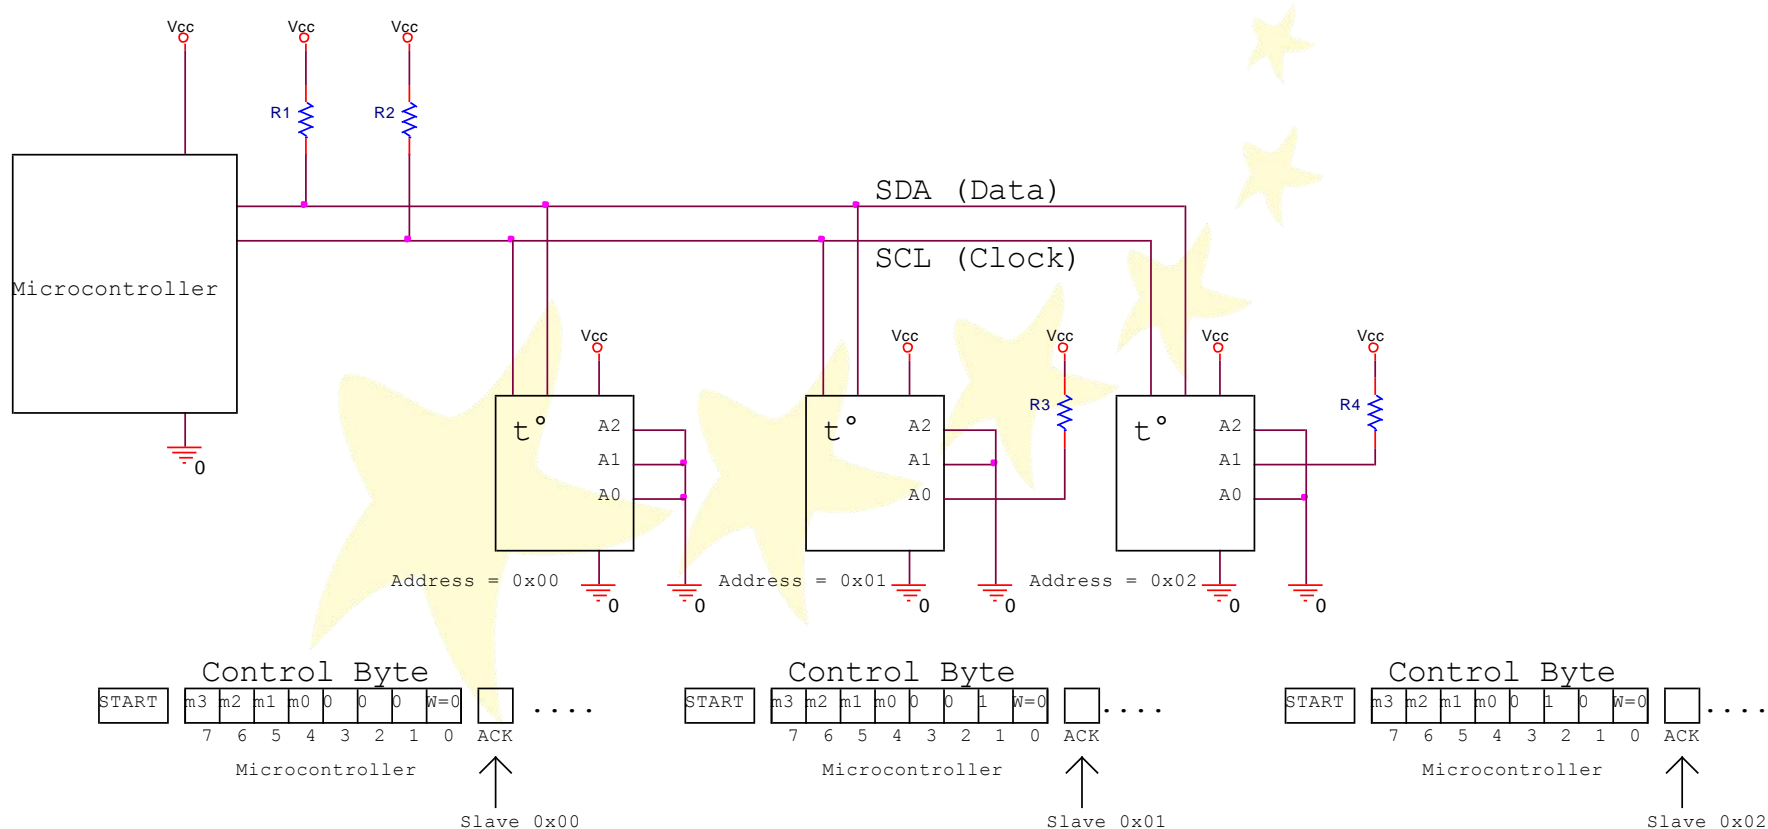 Vcc Vcc Vcc
R1 R2
SDA (Data)
SCL (Clock)
Microcontroller
Vcc Vcc Vcc Vcc Vcc
R3 R4
t° A2 t° A2 t° A2
A1 A1 A1
0
A0 A0 A0
Address = 0x00 Address = 0x01 Address = 0x02
0 0 0 0 0 0
Control Byte Control Byte Control Byte
START m3 m2 m1 m0 0 0 0 W=0 .... START m3 m2 m1 m0 0 0 1 W=0 .... START m3 m2 m1 m0 0 1 0 W=0 ....
7 6 5 4 3 2 1 0 ACK 7 6 5 4 3 2 1 0 ACK 7 6 5 4 3 2 1 0 ACK
Microcontroller Microcontroller Microcontroller
Slave 0x00 Slave 0x01 Slave 0x02